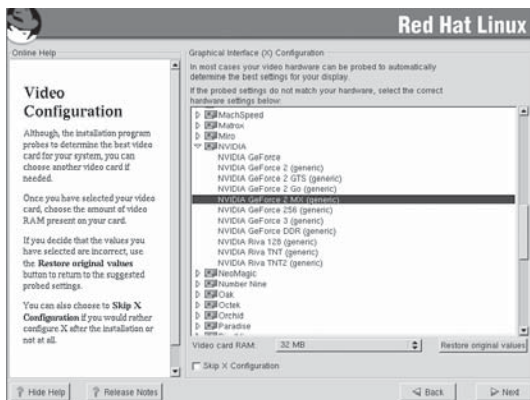 Red Hat Linux
Online Help
Video
Configuration
Although, the installation program
probes to determine the best video
card for your system, you can
choose another video card if
needed.
Once you have selected your video
card, choose the amount of video
RAM present on your card.
If you decide that the values you
have selected are incorrect, use
the Restore original values
button to return to the suggested
probed settings.
You can also choose to Skip X
Configuration if you would rather
configure X after the installation or
not at all.
Graphical Interface (X) Configuration
In most cases your video hardware can be probed to automatically
determine the best settings for your display.
If the probed settings do not match your hardware, select the correct
hardware settings below:
MachSpeed
Matrox
Miro
NVIDIA
NVIDIA GeForce
NVIDIA GeForce 2 (generic)
NVIDIA GeForce 2 GTS (generic)
NVIDIA GeForce 2 Go (generic)
NVIDIA GeForce 2 MX (generic)
NVIDIA GeForce 256 (generic)
NVIDIA GeForce 3 (generic)
NVIDIA GeForce DDR (generic)
NVIDIA Riva 128 (generic)
NVIDIA Riva TNT (generic)
NVIDIA Riva TNT2 (generic)
NeoMagic
Number Nine
Oak
Octek
Orchid
Paradise
Video card RAM: 32 MB
Restore original values
Skip X Configuration
Hide Help
Release Notes
Back
Next